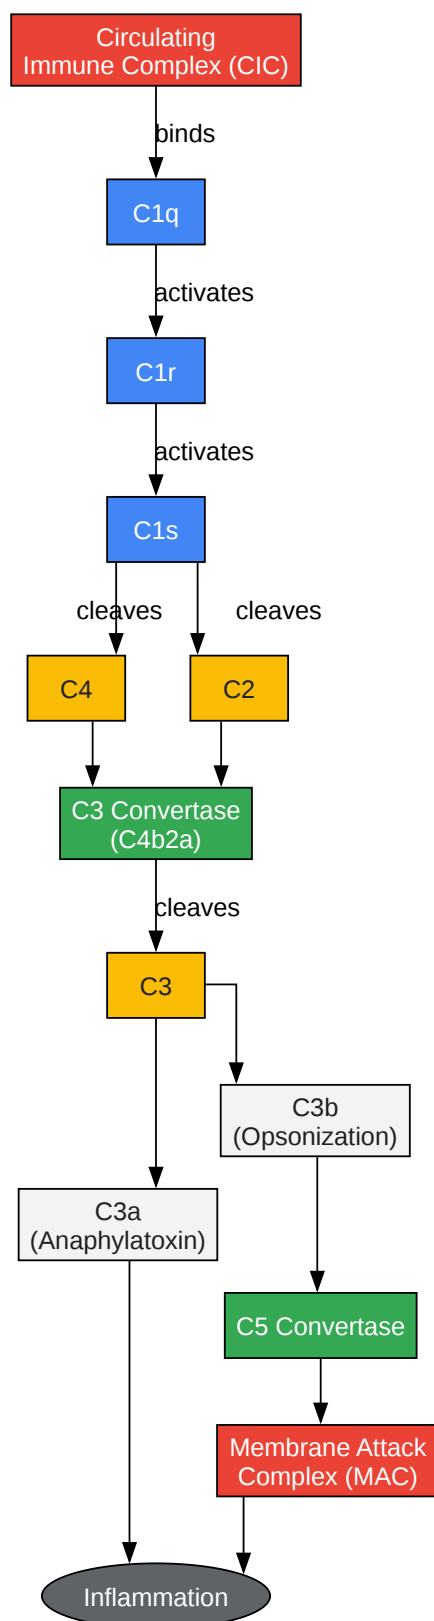 Circulating
Immune Complex (CIC)
binds
C1q
activates
C1r
activates
C1s
cleaves
cleaves
C4
C2
C3 Convertase
(C4b2a)
cleaves
C3
C3b
(Opsonization)
C3a
(Anaphylatoxin)
C5 Convertase
Membrane Attack
Complex (MAC)
Inflammation